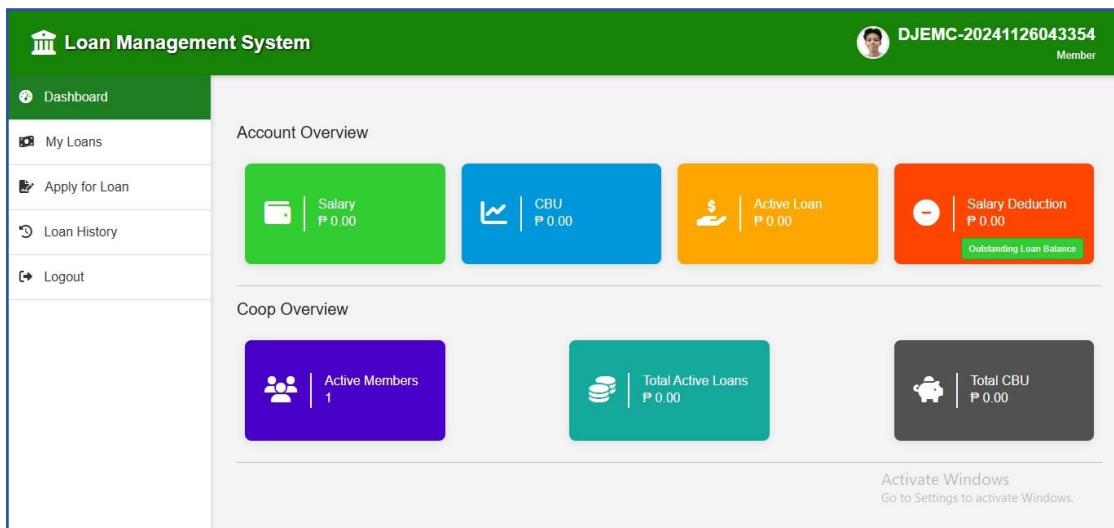 Loan Management System
DJEMC-20241126043354
Member
Dashboard
My Loans
Apply for Loan
Loan History
Logout
Account Overview
Salary
₱ 0.00
CBU
₱ 0.00
Active Loan
₱ 0.00
Salary Deduction
₱ 0.00
Outstanding Loan Balance
Coop Overview
Active Members
1
Total Active Loans
₱ 0.00
Total CBU
₱ 0.00
Activate Windows
Go to Settings to activate Windows.